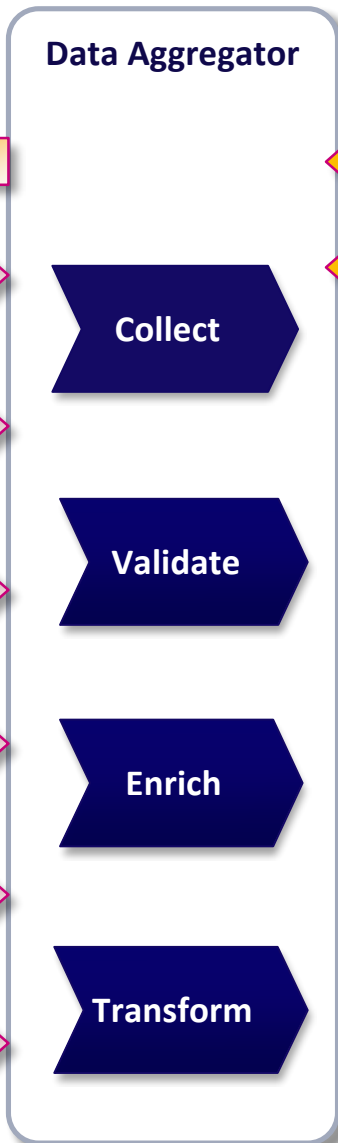 Data Aggregator
Collect
Validate
Enrich
Transform